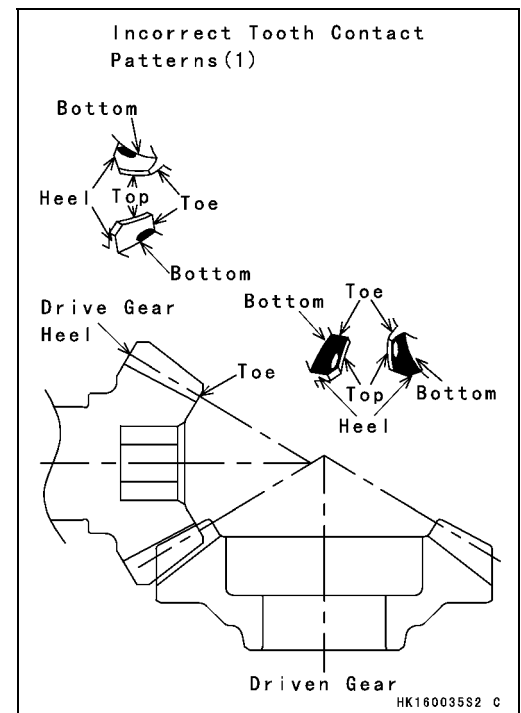 Incorrect Tooth Contact
Patterns(1)
Bottom
Heel Top Toe
Bottom
Drive Gear
Heel
Toe
Bottom Toe
Top Bottom
Heel
Driven Gear
HK160035S2 C